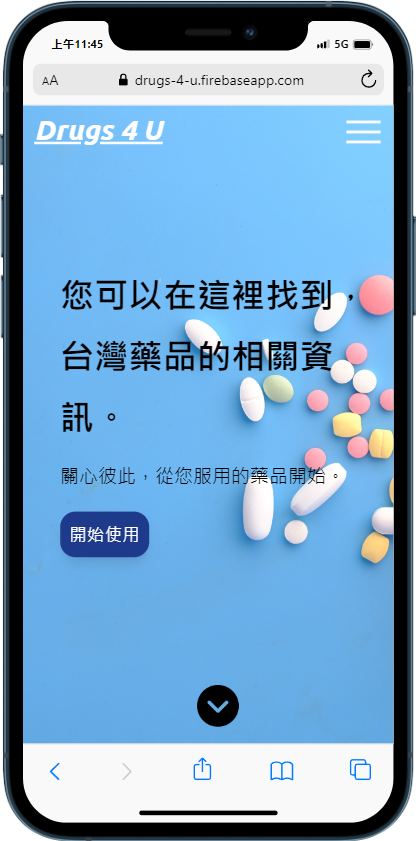 上午11:45
5G
AA
drugs-4-u.firebaseapp.com
Drugs 4 U
您可以在這裡找到，
台灣藥品的相關資
訊。
關心彼此，從您服用的藥品開始。
開始使用